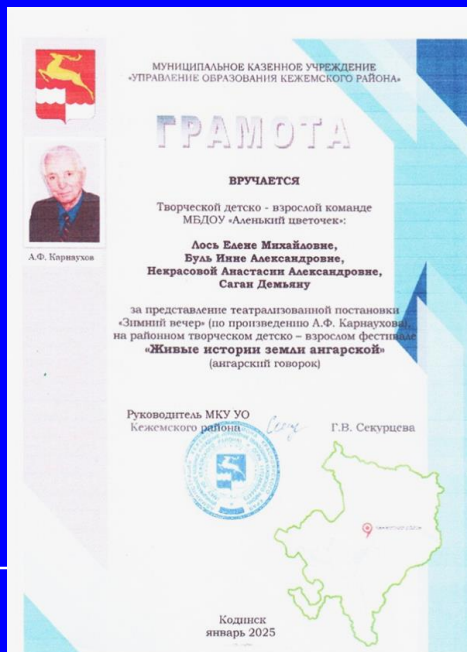 МУНИЦИПАЛЬНОЕ КАЗЕННОЕ УЧРЕЖДЕНИЕ
«УПРАВЛЕНИЕ ОБРАЗОВАНИЯ КЕЖЕМСКОГО РАЙОНА»
ГРАМОТА
А.Ф. Карнаухов
ВРУЧАЕТСЯ
Творческой детско - взрослой команде
МБДОУ «Аленький цветочек»:
Лось Елене Михайловне,
Буль Инне Александровне,
Некрасовой Анастасии Александровне,
Саган Демьяну
за представление театрализованной постановки
«Зимний вечер» (по произведению А.Ф. Карнаухова),
на районном творческом детско – взрослом фестивале
«Живые истории земли ангарской»
(ангарский говорок)
Руководитель МКУ УО
Кежемского района Г.В. Секурцева
Кодинск
январь 2025